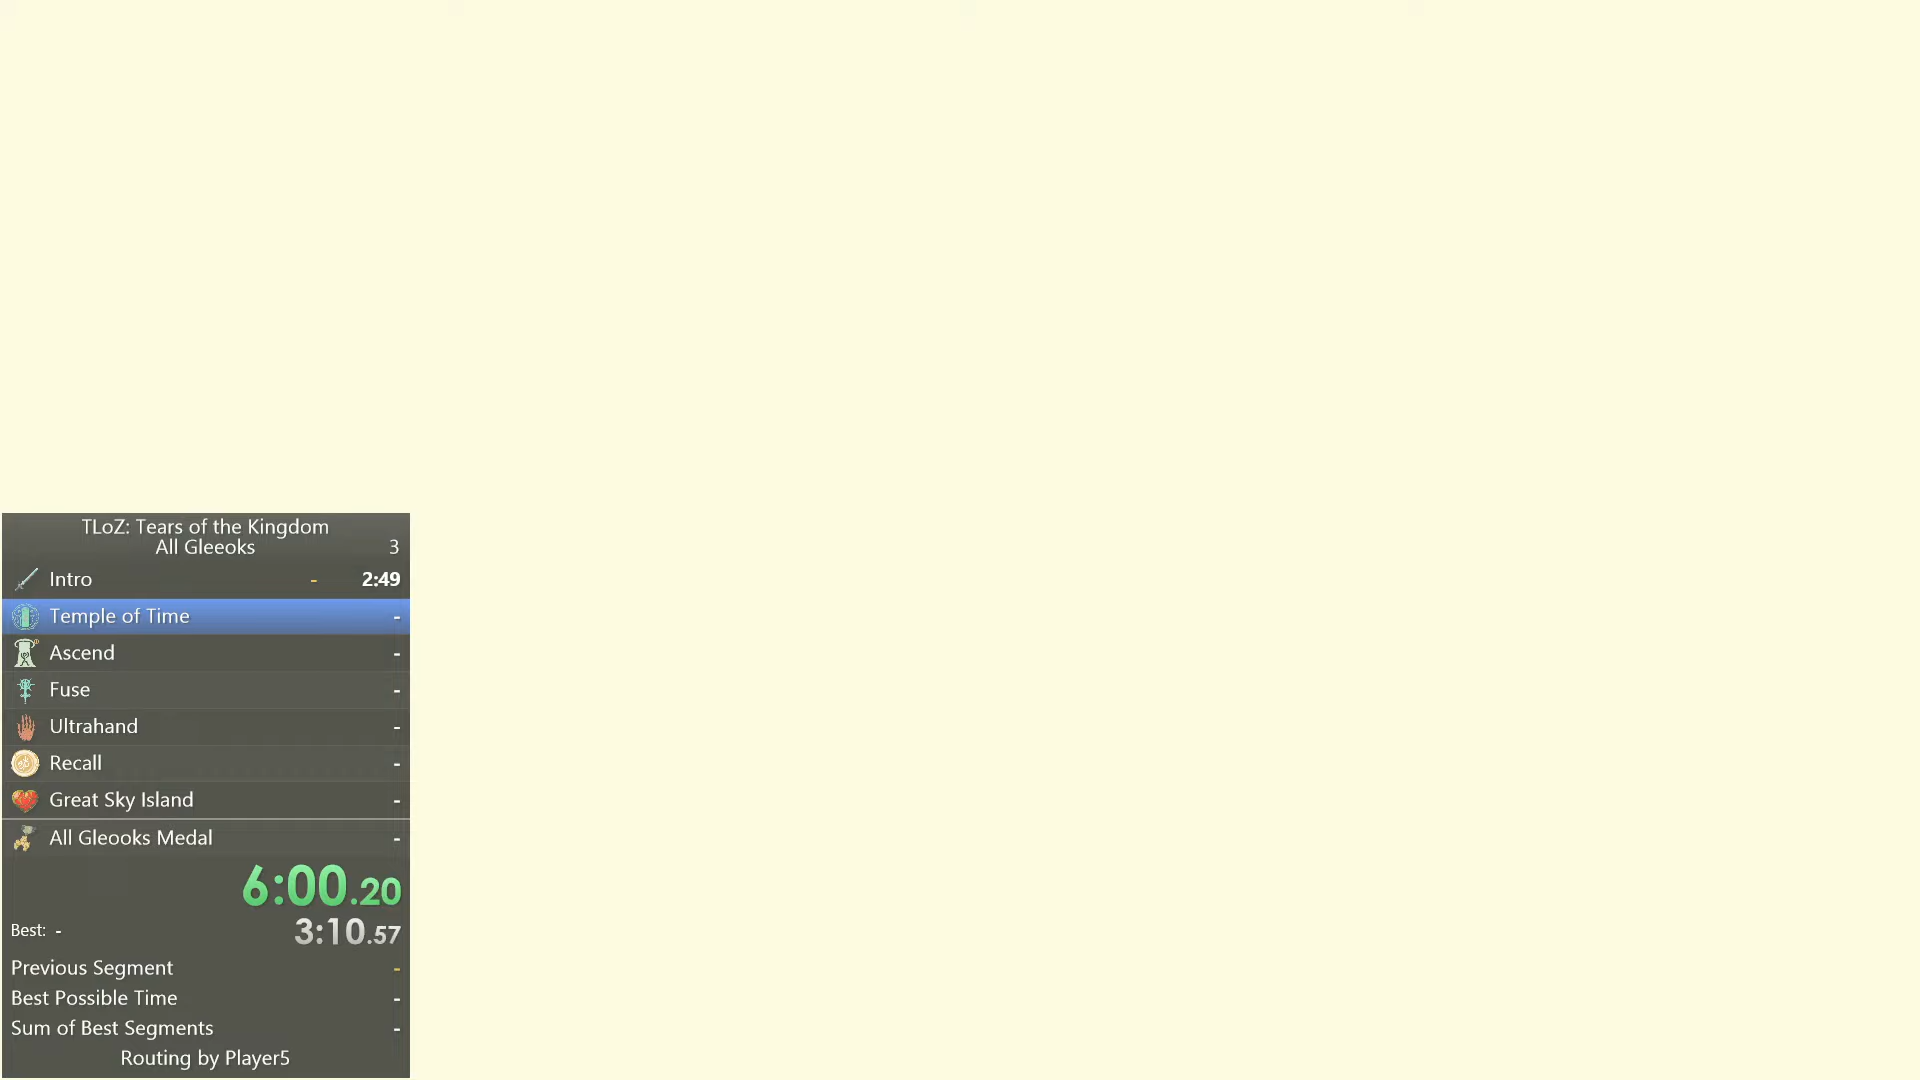 TLoZ: Tears of the Kingdom
All Gleeoks 3
Intro - 2:49
Temple of Time -
Ascend -
Fuse -
Ultrahand -
Recall -
Great Sky Island -
All Gleooks Medal -
6:00.20
Best: - 3:10.57
Previous Segment -
Best Possible Time -
Sum of Best Segments -
Routing by Player5